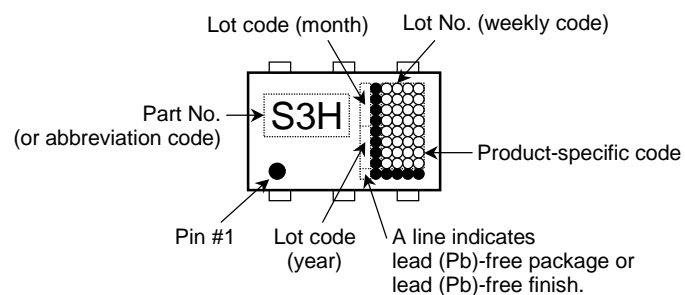 Lot code (month)
Lot No. (weekly code)
Part No.
(or abbreviation code)
S3H
Product-specific code
Pin #1
Lot code
(year)
A line indicates
lead (Pb)-free package or
lead (Pb)-free finish.